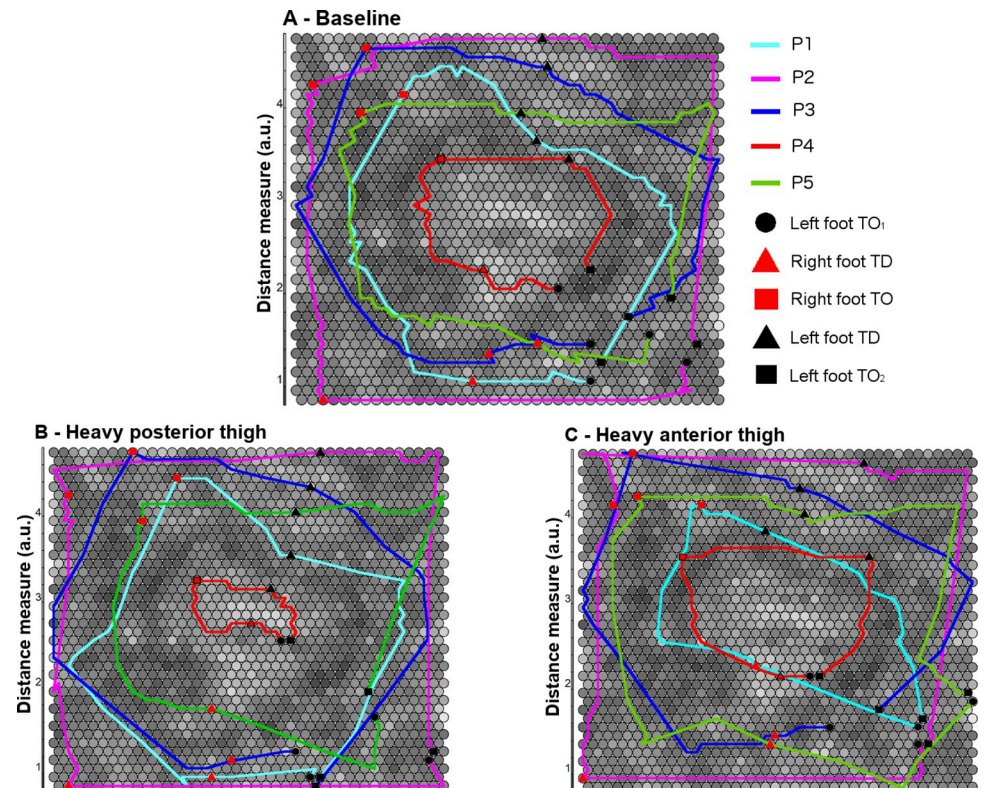 A - Baseline
Distance measure (a.u.)
4
3
2
1
P1
P2
P3
P4
P5
Left foot TO1
Right foot TD
Right foot TO
Left foot TD
Left foot TO2
B - Heavy posterior thigh
Distance measure (a.u.)
4
3
2
1
C - Heavy anterior thigh
Distance measure (a.u.)
4
3
2
1